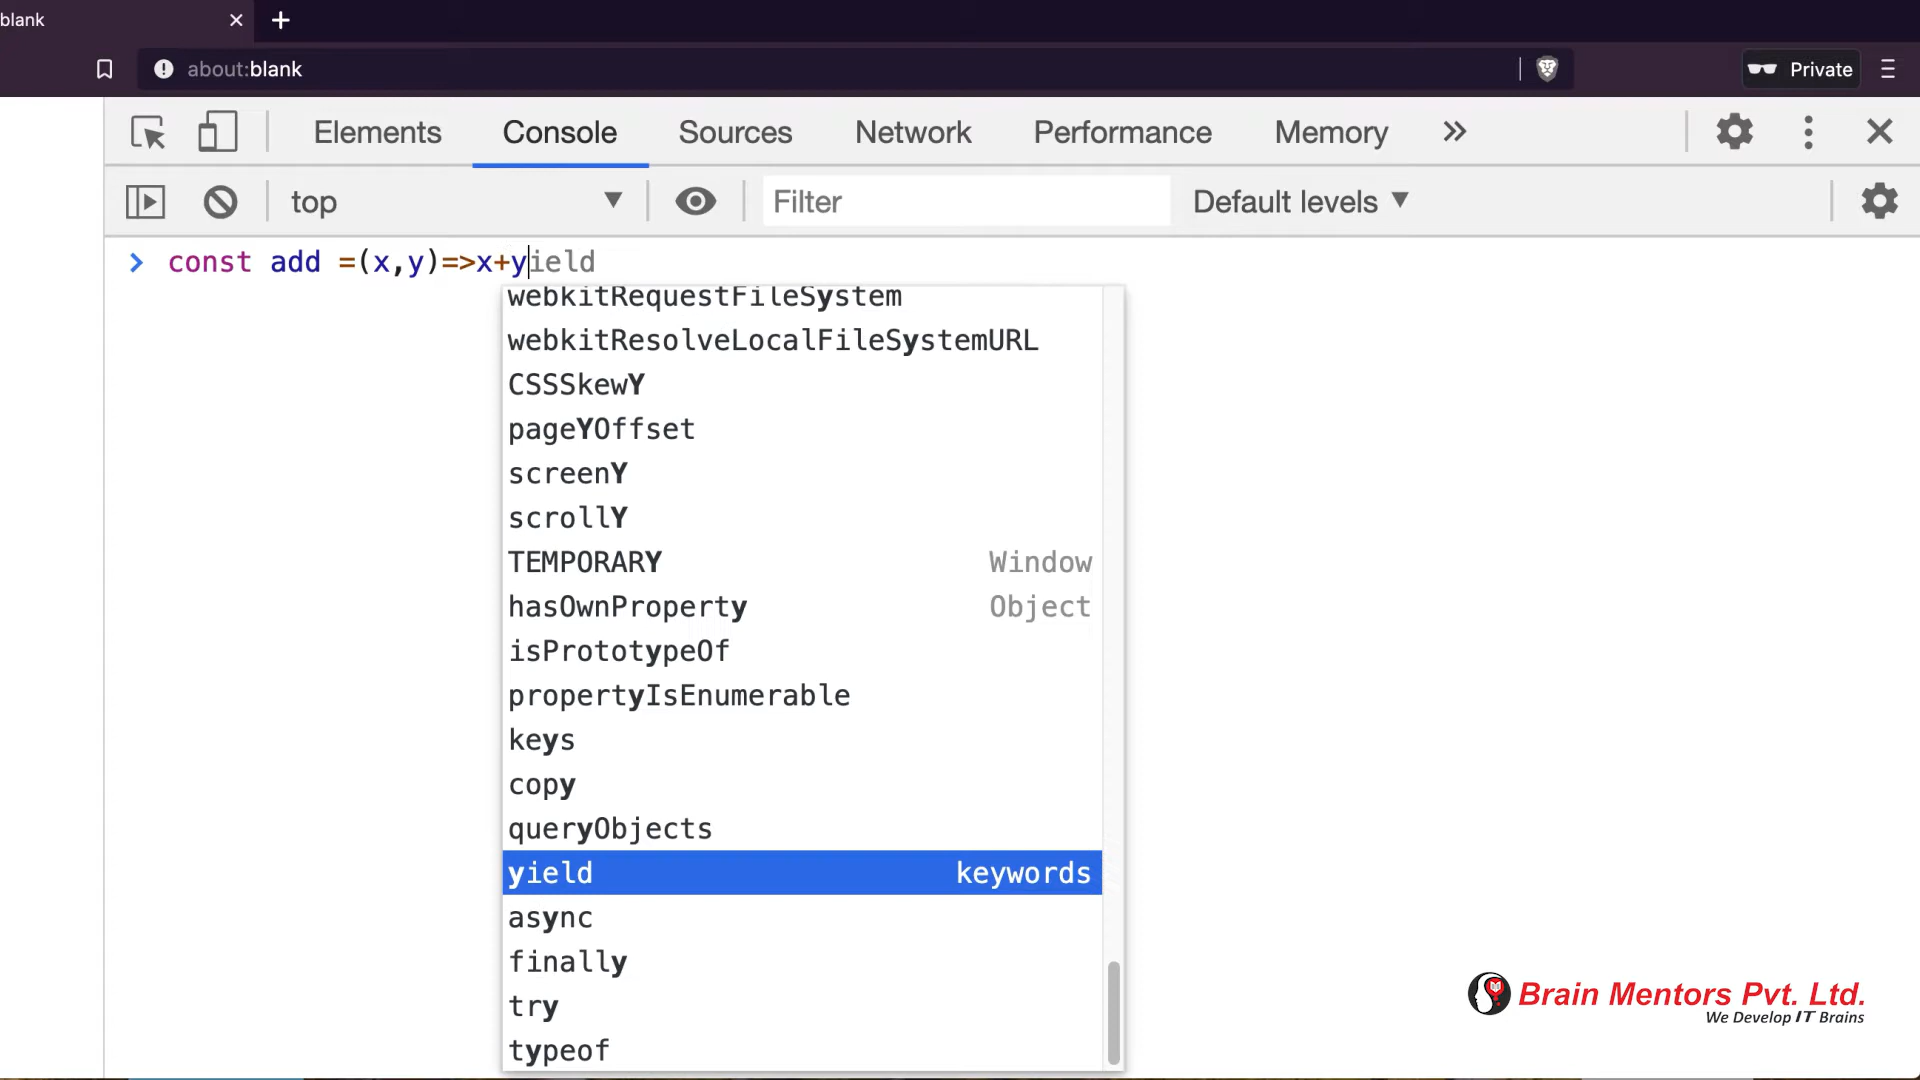 blank
about:blank
Private
Elements Console Sources Network Performance Memory
top Filter Default levels
const add =(x,y)=>x+yield
webkitRequestFileSystem
webkitResolveLocalFileSystemURL
CSSSkewY
pageYOffset
screenY
scrollY
TEMPORARY Window
hasOwnProperty Object
isPrototypeOf
propertyIsEnumerable
keys
copy
queryObjects
yield keywords
async
finally
try
typeof
Brain Mentors Pvt. Ltd.
We Develop IT Brains